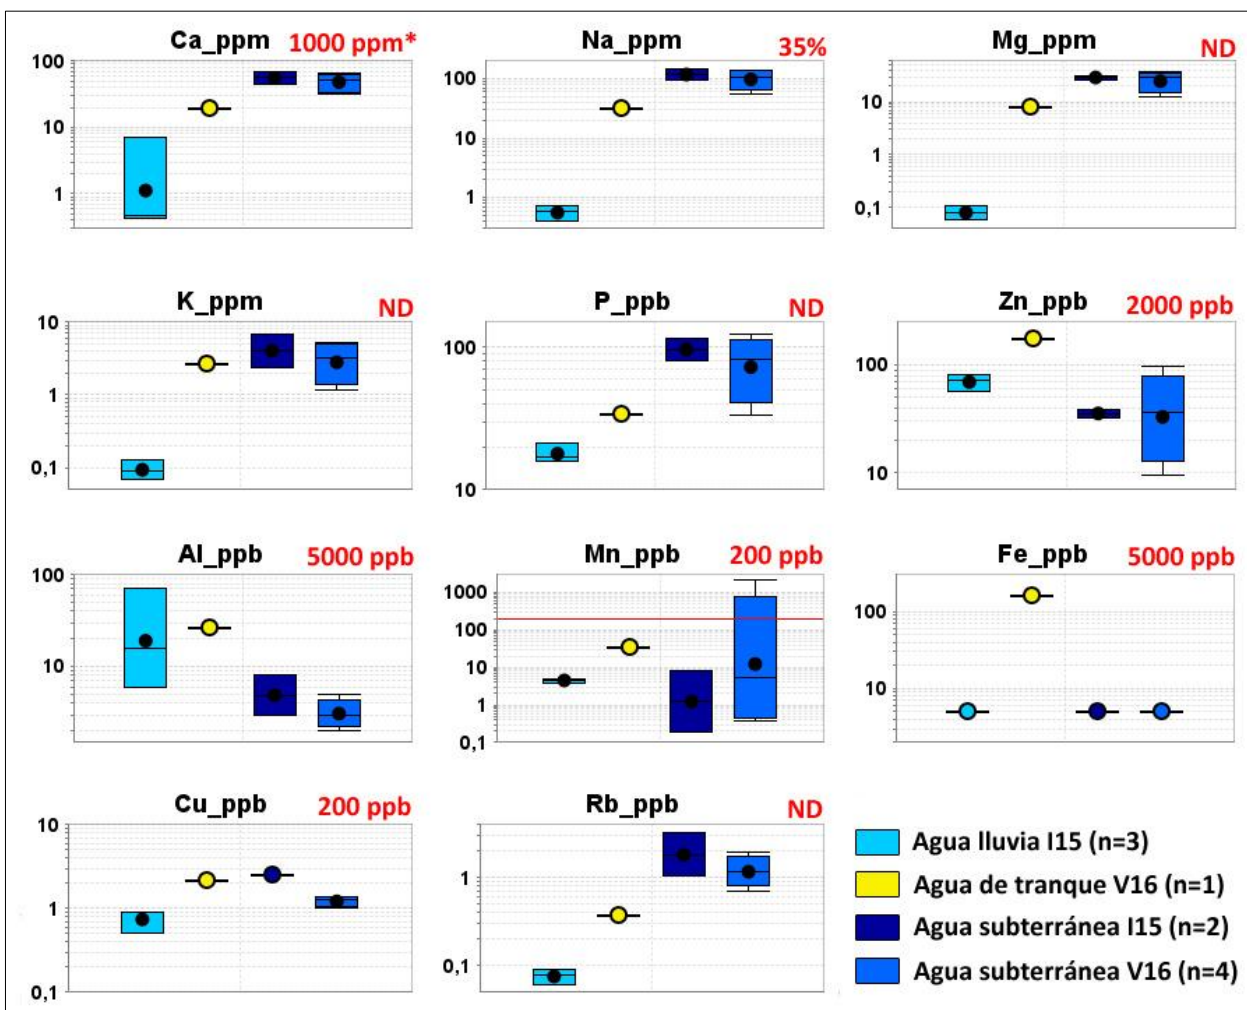 Ca_ppm 1000 ppm*
100
10
1
Na_ppm 35%
100
10
1
Mg_ppm ND
10
1
0,1
K_ppm ND
10
1
0,1
P_ppb ND
100
10
Zn_ppb 2000 ppb
100
10
Al_ppb 5000 ppb
100
10
Mn_ppb 200 ppb
1000
100
10
1
0,1
Fe_ppb 5000 ppb
100
10
Cu_ppb 200 ppb
10
1
0,1
Rb_ppb ND
1
0,1
Agua lluvia I15 (n=3)
Agua de tranque V16 (n=1)
Agua subterránea I15 (n=2)
Agua subterránea V16 (n=4)